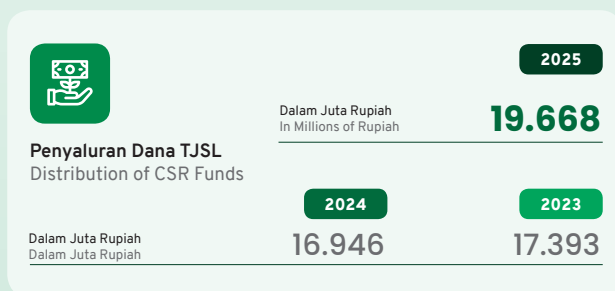 2025
Dalam Juta Rupiah
In Millions of Rupiah
19.668
Penyaluran Dana TJSL
Distribution of CSR Funds
2024
2023
Dalam Juta Rupiah
Dalam Juta Rupiah
16.946
17.393